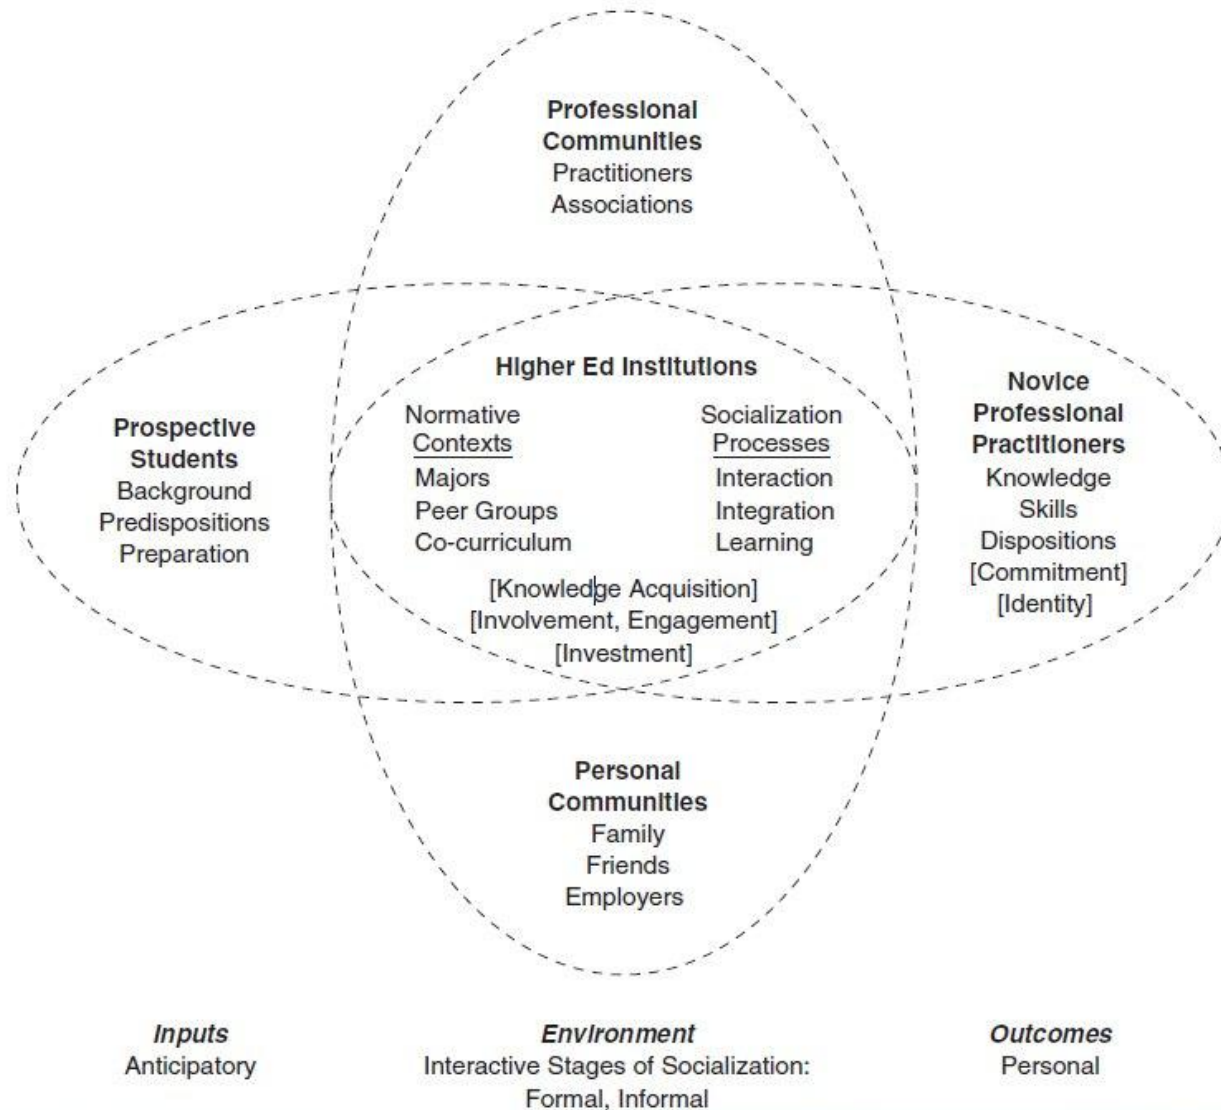 Professional
Communities
Practitioners
Associations
Higher Ed Institutions
Prospective
Students
Background
Predispositions
Preparation
Normative
Contexts
Majors
Peer Groups
Co-curriculum
Socialization
Processes
Interaction
Integration
Learning
[Knowledge Acquisition]
[Involvement, Engagement]
[Investment]
Novice
Professional
Practitioners
Knowledge
Skills
Dispositions
[Commitment]
[Identity]
Personal
Communities
Family
Friends
Employers
Inputs
Anticipatory
Environment
Interactive Stages of Socialization:
Formal, Informal
Outcomes
Personal